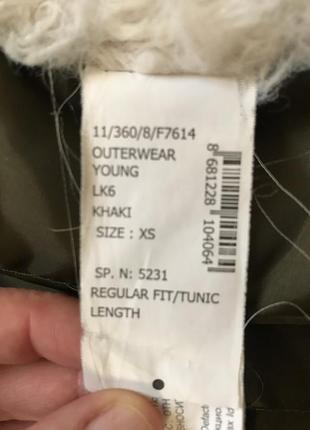 11/360/8/F7614
OUTERWEAR
YOUNG
LK6
KHAKI
SIZE : XS
SP. N: 5231
REGULAR FIT/TUNIC
LENGTH
8 681228 104064